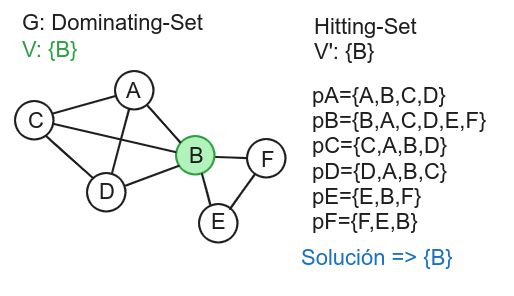 G: Dominating-Set
V: {B}
Hitting-Set
V': {B}
A
C
B
F
D
E
pA={A,B,C,D}
pB={B,A,C,D,E,F}
pC={C,A,B,D}
pD={D,A,B,C}
pE={E,B,F}
pF={F,E,B}
Solución => {B}